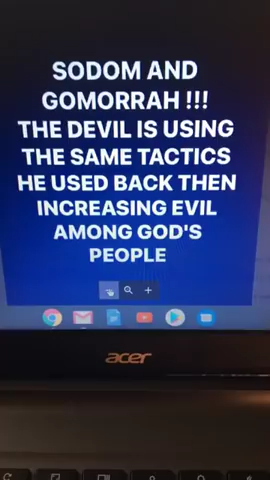 SODOM AND
GOMORRAH !!!
THE DEVIL IS USING
THE SAME TACTICS
HE USED BACK THEN
INCREASING EVIL
AMONG GOD'S
PEOPLE
acer